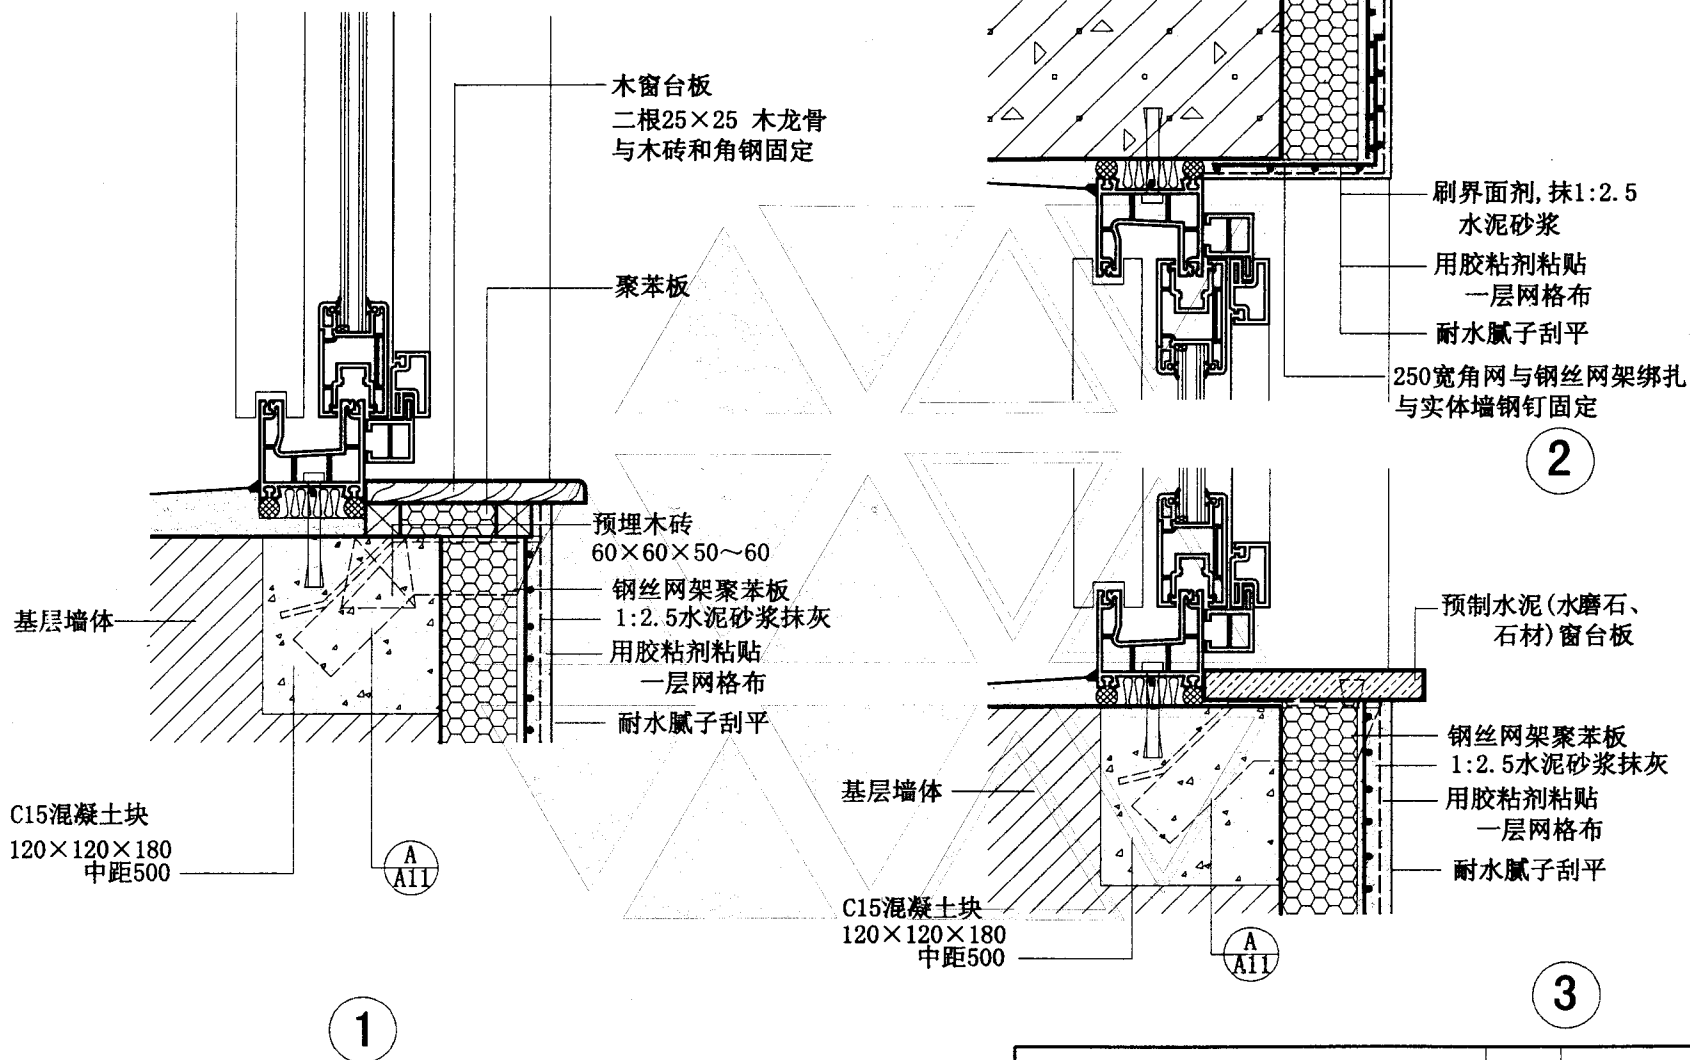 木窗台板
二根25×25 木龙骨
与木砖和角钢固定
聚苯板
预埋木砖
60×60×50～60
钢丝网架聚苯板
1:2.5水泥砂浆抹灰
用胶粘剂粘贴
一层网格布
耐水腻子刮平
基层墙体
C15混凝土块
120×120×180
中距500
A
A11
1
刷界面剂,抹1:2.5
水泥砂浆
用胶粘剂粘贴
一层网格布
耐水腻子刮平
250宽角网与钢丝网架绑扎
与实体墙钢钉固定
2
预制水泥(水磨石、
石材)窗台板
钢丝网架聚苯板
1:2.5水泥砂浆抹灰
用胶粘剂粘贴
一层网格布
耐水腻子刮平
基层墙体
C15混凝土块
120×120×180
中距500
A
A11
3